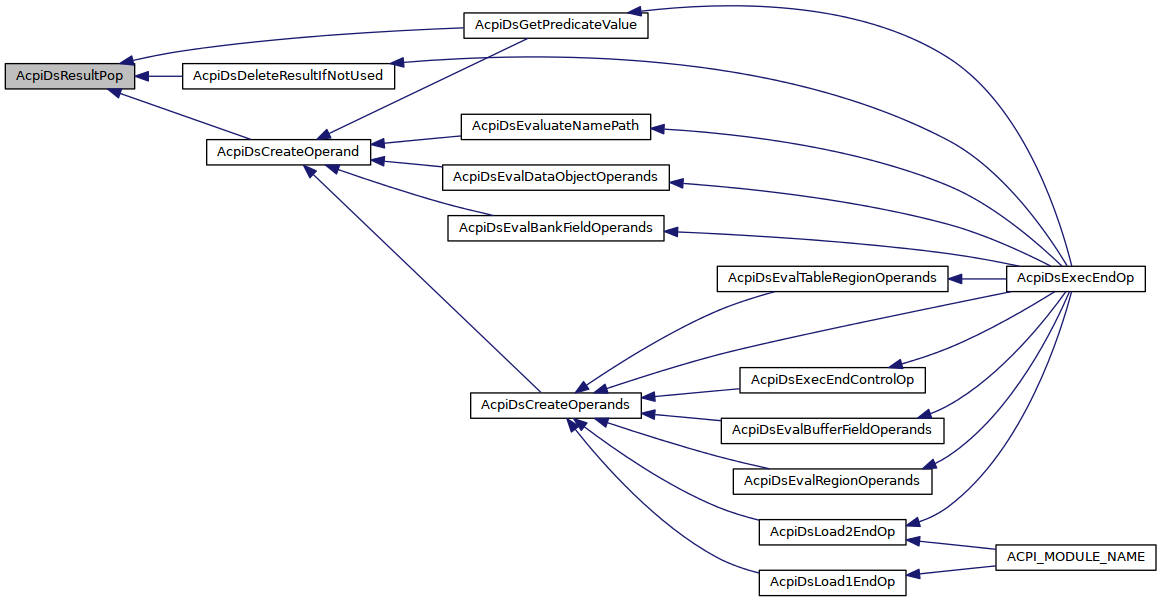 AcpiDsGetPredicateValue
AcpiDsResultPop
AcpiDsDeleteResultIfNotUsed
AcpiDsEvaluateNamePath
AcpiDsCreateOperand
AcpiDsEvalDataObjectOperands
AcpiDsEvalBankFieldOperands
AcpiDsEvalTableRegionOperands
AcpiDsExecEndOp
AcpiDsExecEndControlOp
AcpiDsCreateOperands
AcpiDsEvalBufferFieldOperands
AcpiDsEvalRegionOperands
AcpiDsLoad2EndOp
ACPI_MODULE_NAME
AcpiDsLoad1EndOp